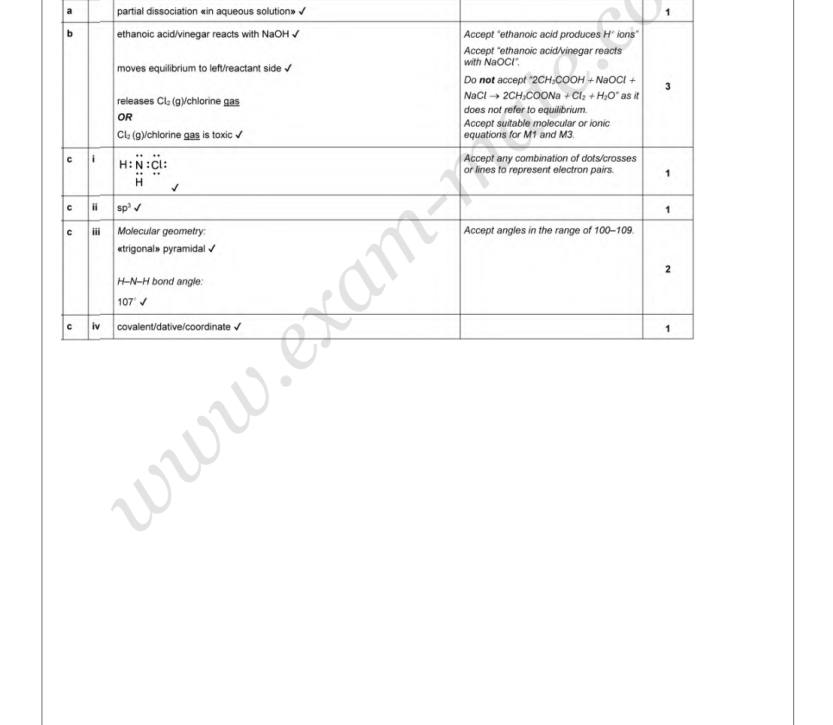 a partial dissociation «in aqueous solution» ✓ 1
b ethanoic acid/vinegar reacts with NaOH ✓
moves equilibrium to left/reactant side ✓
releases Cl₂ (g)/chlorine gas
OR
Cl₂ (g)/chlorine gas is toxic ✓
Accept "ethanoic acid produces H⁺ ions"
Accept "ethanoic acid/vinegar reacts
with NaOCl".
Do not accept "2CH₃COOH + NaOCl +
NaCl → 2CH₃COONa + Cl₂ + H₂O" as it
does not refer to equilibrium.
Accept suitable molecular or ionic
equations for M1 and M3.
3
c i H : N : Cl :
H
✓
Accept any combination of dots/crosses
or lines to represent electron pairs.
1
c ii sp³ ✓ 1
c iii Molecular geometry:
«trigonal» pyramidal ✓
H–N–H bond angle:
107° ✓
Accept angles in the range of 100–109.
2
c iv covalent/dative/coordinate ✓ 1
www.exam-mate.co